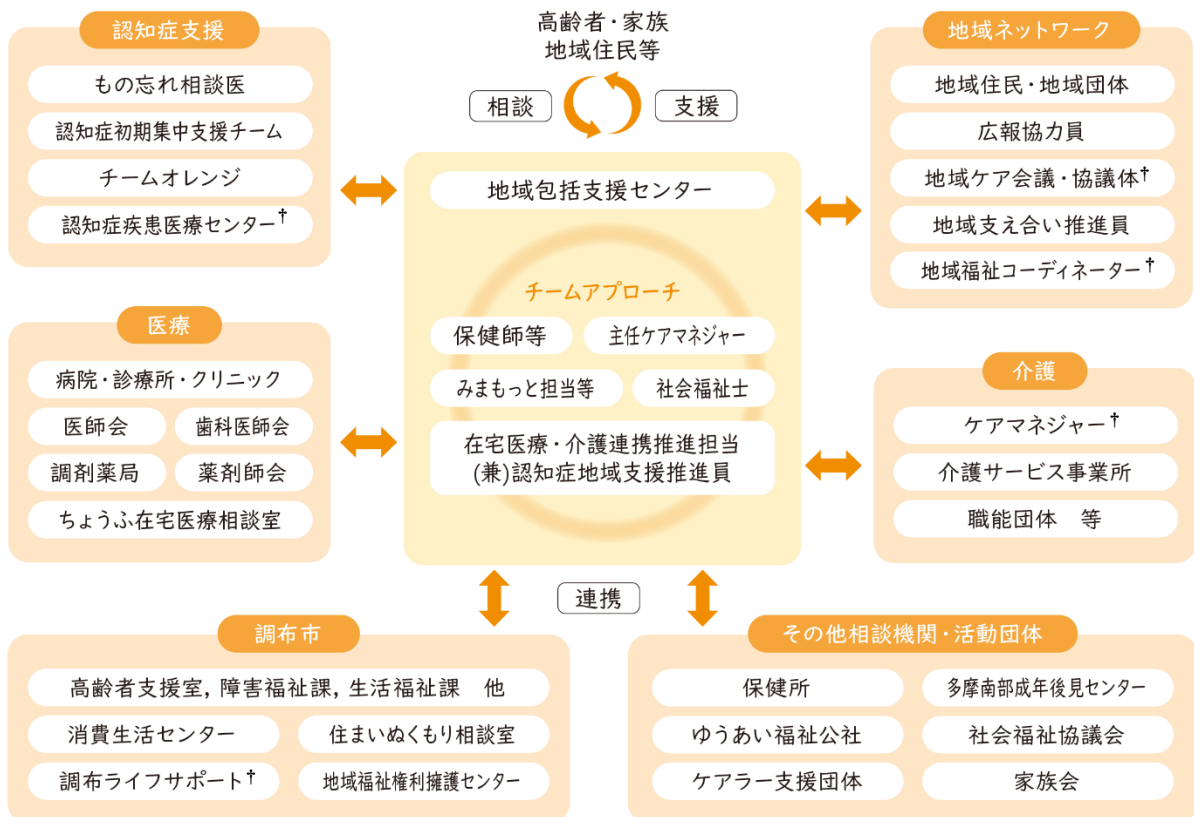 高齢者・家族
地域住民等
相談
支援
認知症支援
もの忘れ相談医
認知症初期集中支援チーム
チームオレンジ
認知症疾患医療センター†
地域ネットワーク
地域住民・地域団体
広報協力員
地域ケア会議・協議体†
地域支え合い推進員
地域福祉コーディネーター†
地域包括支援センター
チームアプローチ
保健師等
主任ケアマネジャー
みまもっと担当等
社会福祉士
在宅医療・介護連携推進担当
(兼)認知症地域支援推進員
医療
病院・診療所・クリニック
医師会
歯科医師会
調剤薬局
薬剤師会
ちょうふ在宅医療相談室
介護
ケアマネジャー†
介護サービス事業所
職能団体　等
連携
調布市
高齢者支援室, 障害福祉課, 生活福祉課　他
消費生活センター
住まいぬくもり相談室
調布ライフサポート†
地域福祉権利擁護センター
その他相談機関・活動団体
保健所
多摩南部成年後見センター
ゆうあい福祉公社
社会福祉協議会
ケアラー支援団体
家族会